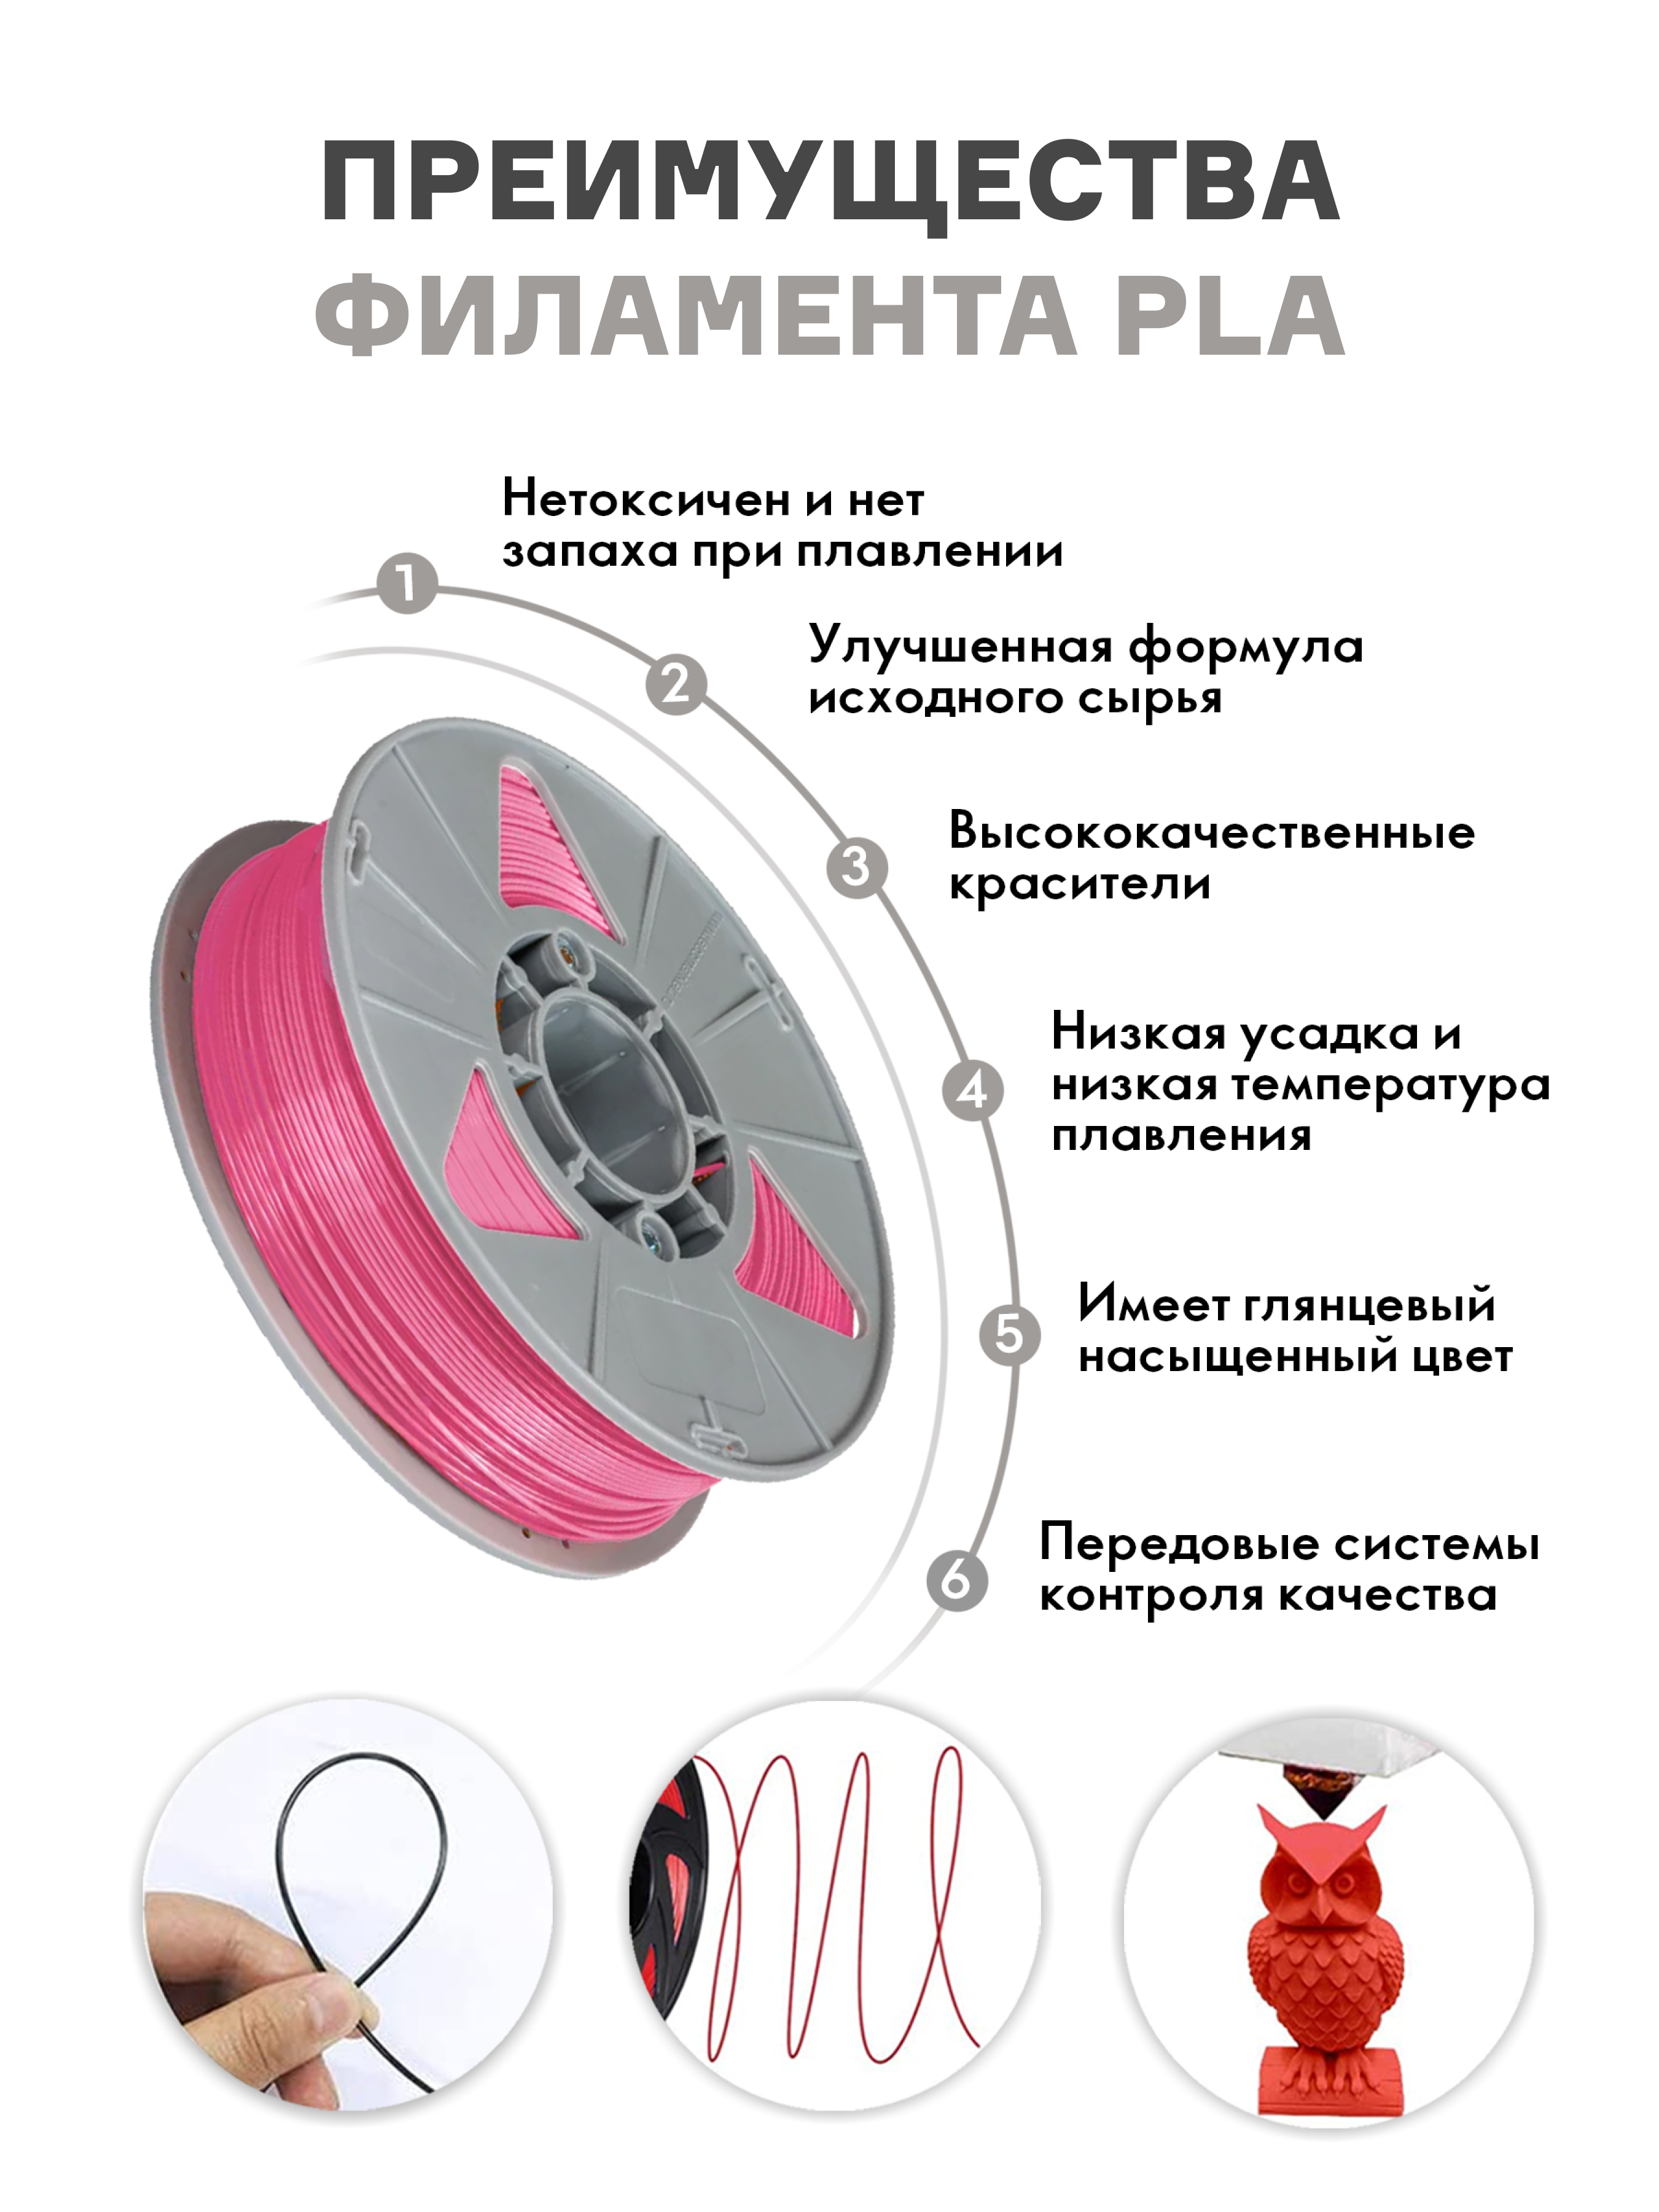 ПРЕИМУЩЕСТВА
ФИЛАМЕНТА PLA
1
Нетоксичен и нет
запаха при плавлении
2
Улучшенная формула
исходного сырья
3
Высококачественные
красители
4
Низкая усадка и
низкая температура
плавления
5
Имеет глянцевый
насыщенный цвет
6
Передовые системы
контроля качества